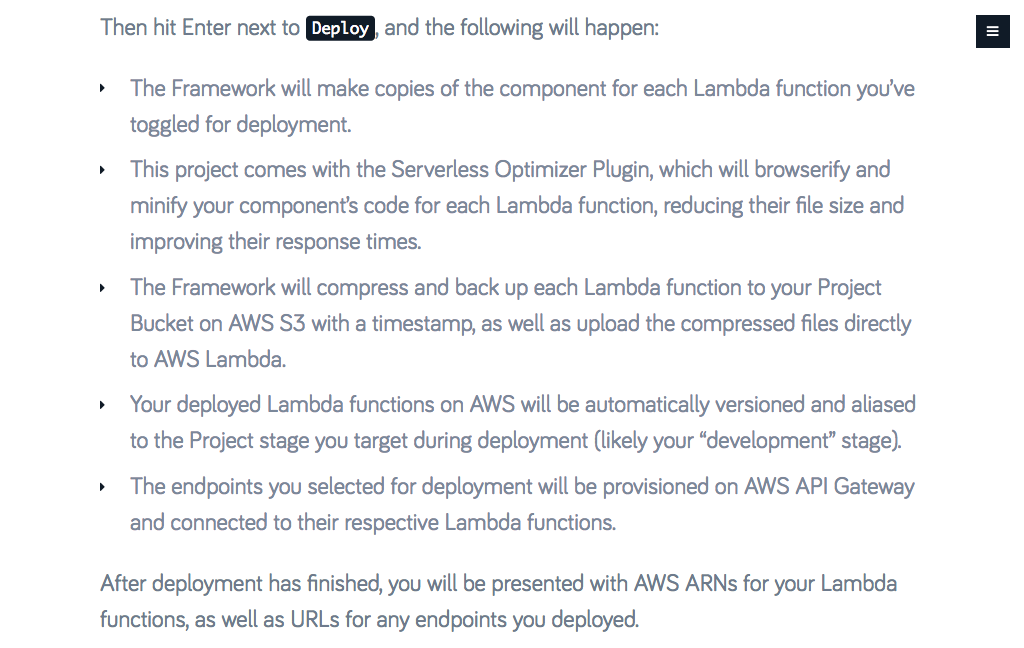 Then hit Enter next to Deploy, and the following will happen:
The Framework will make copies of the component for each Lambda function you’ve
toggled for deployment.
This project comes with the Serverless Optimizer Plugin, which will browserify and
minify your component’s code for each Lambda function, reducing their file size and
improving their response times.
The Framework will compress and back up each Lambda function to your Project
Bucket on AWS S3 with a timestamp, as well as upload the compressed files directly
to AWS Lambda.
Your deployed Lambda functions on AWS will be automatically versioned and aliased
to the Project stage you target during deployment (likely your “development” stage).
The endpoints you selected for deployment will be provisioned on AWS API Gateway
and connected to their respective Lambda functions.
After deployment has finished, you will be presented with AWS ARNs for your Lambda
functions, as well as URLs for any endpoints you deployed.